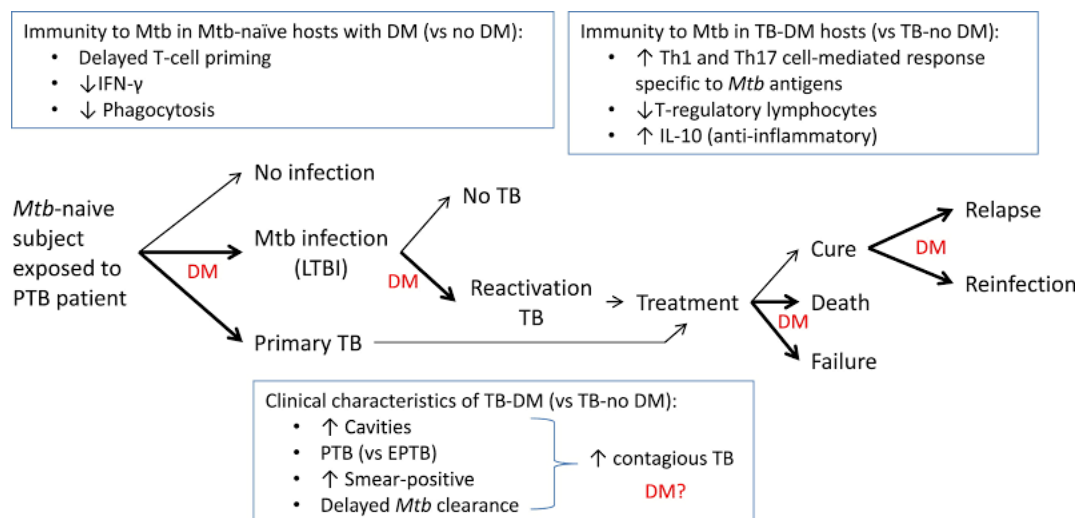 Immunity to Mtb in Mtb-naïve hosts with DM (vs no DM):
• Delayed T-cell priming
• ↓IFN-γ
• ↓ Phagocytosis
Immunity to Mtb in TB-DM hosts (vs TB-no DM):
• ↑ Th1 and Th17 cell-mediated response
specific to Mtb antigens
• ↓T-regulatory lymphocytes
• ↑ IL-10 (anti-inflammatory)
Mtb-naive
subject
exposed to
PTB patient
DM
No infection
Mtb infection
(LTBI)
Primary TB
DM
No TB
Reactivation
TB
Treatment
DM
Cure
Death
Failure
DM
Relapse
Reinfection
Clinical characteristics of TB-DM (vs TB-no DM):
• ↑ Cavities
• PTB (vs EPTB)
• ↑ Smear-positive
• Delayed Mtb clearance
↑ contagious TB
DM?